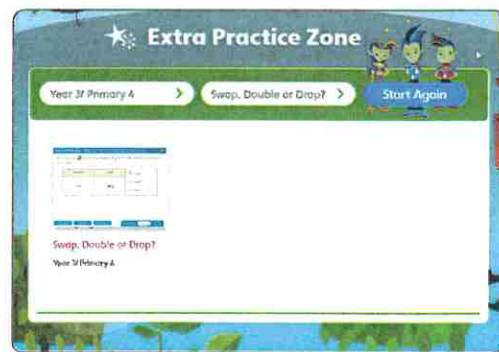 Extra Practice Zone
Year 3/ Primary 4 > Swap, Double or Drop? > Start Again
Swap, Double or Drop?
Year 3/ Primary 4